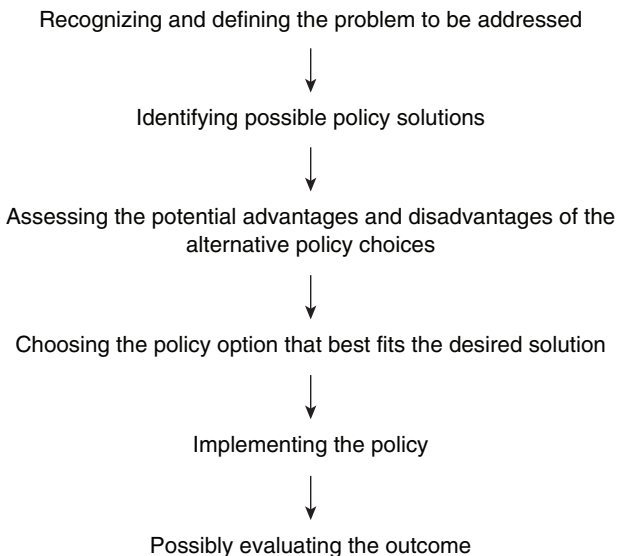 Recognizing and defining the problem to be addressed
Identifying possible policy solutions
Assessing the potential advantages and disadvantages of the
alternative policy choices
Choosing the policy option that best fits the desired solution
Implementing the policy
Possibly evaluating the outcome